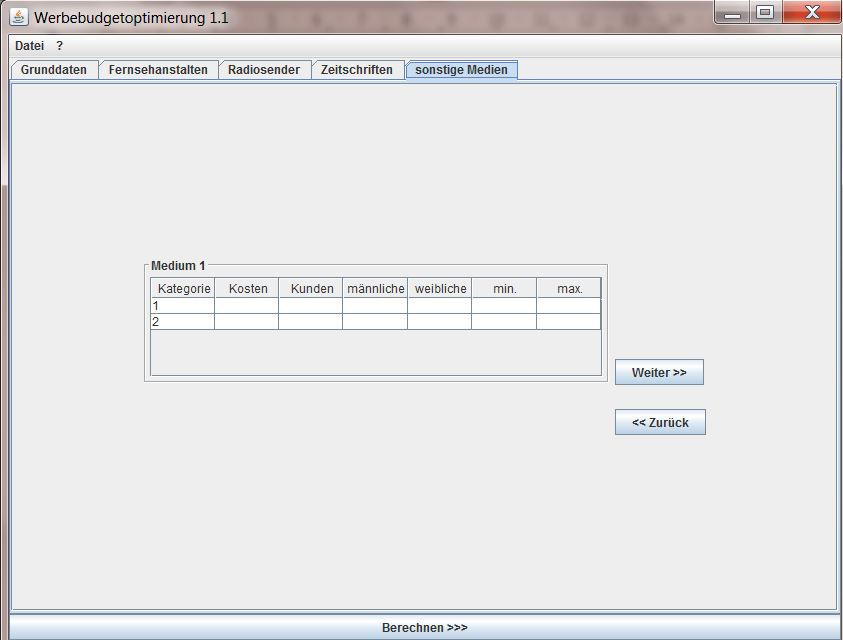 Werbebudgetoptimierung 1.1
Datei ?
Grunddaten Fernsehanstalten Radiosender Zeitschriften sonstige Medien
Medium 1
Kategorie Kosten Kunden männliche weibliche min. max.
1
2
Weiter >>
<< Zurück
Berechnen >>>